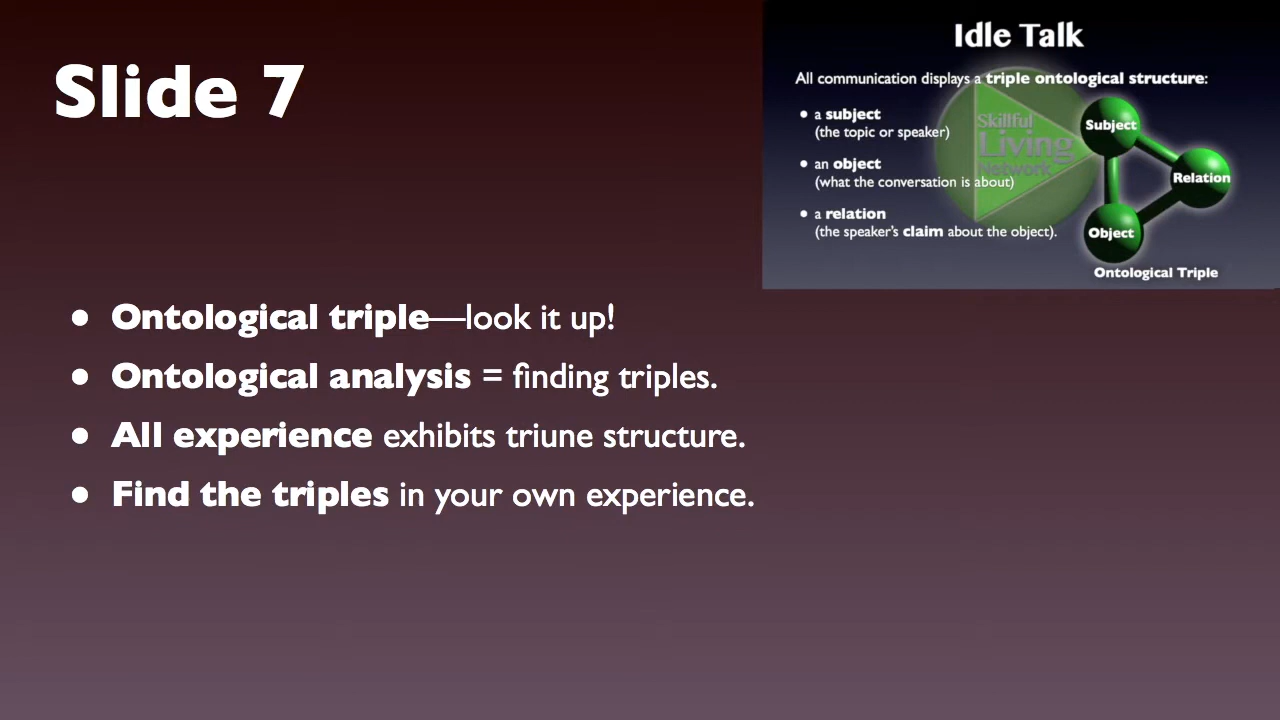 Slide 7
Idle Talk
All communication displays a triple ontological structure:
• a subject
(the topic or speaker)
• an object
(what the conversation is about)
• a relation
(the speaker's claim about the object).
Skillful
Living
Network
Subject
Relation
Object
Ontological Triple
• Ontological triple—look it up!
• Ontological analysis = finding triples.
• All experience exhibits triune structure.
• Find the triples in your own experience.